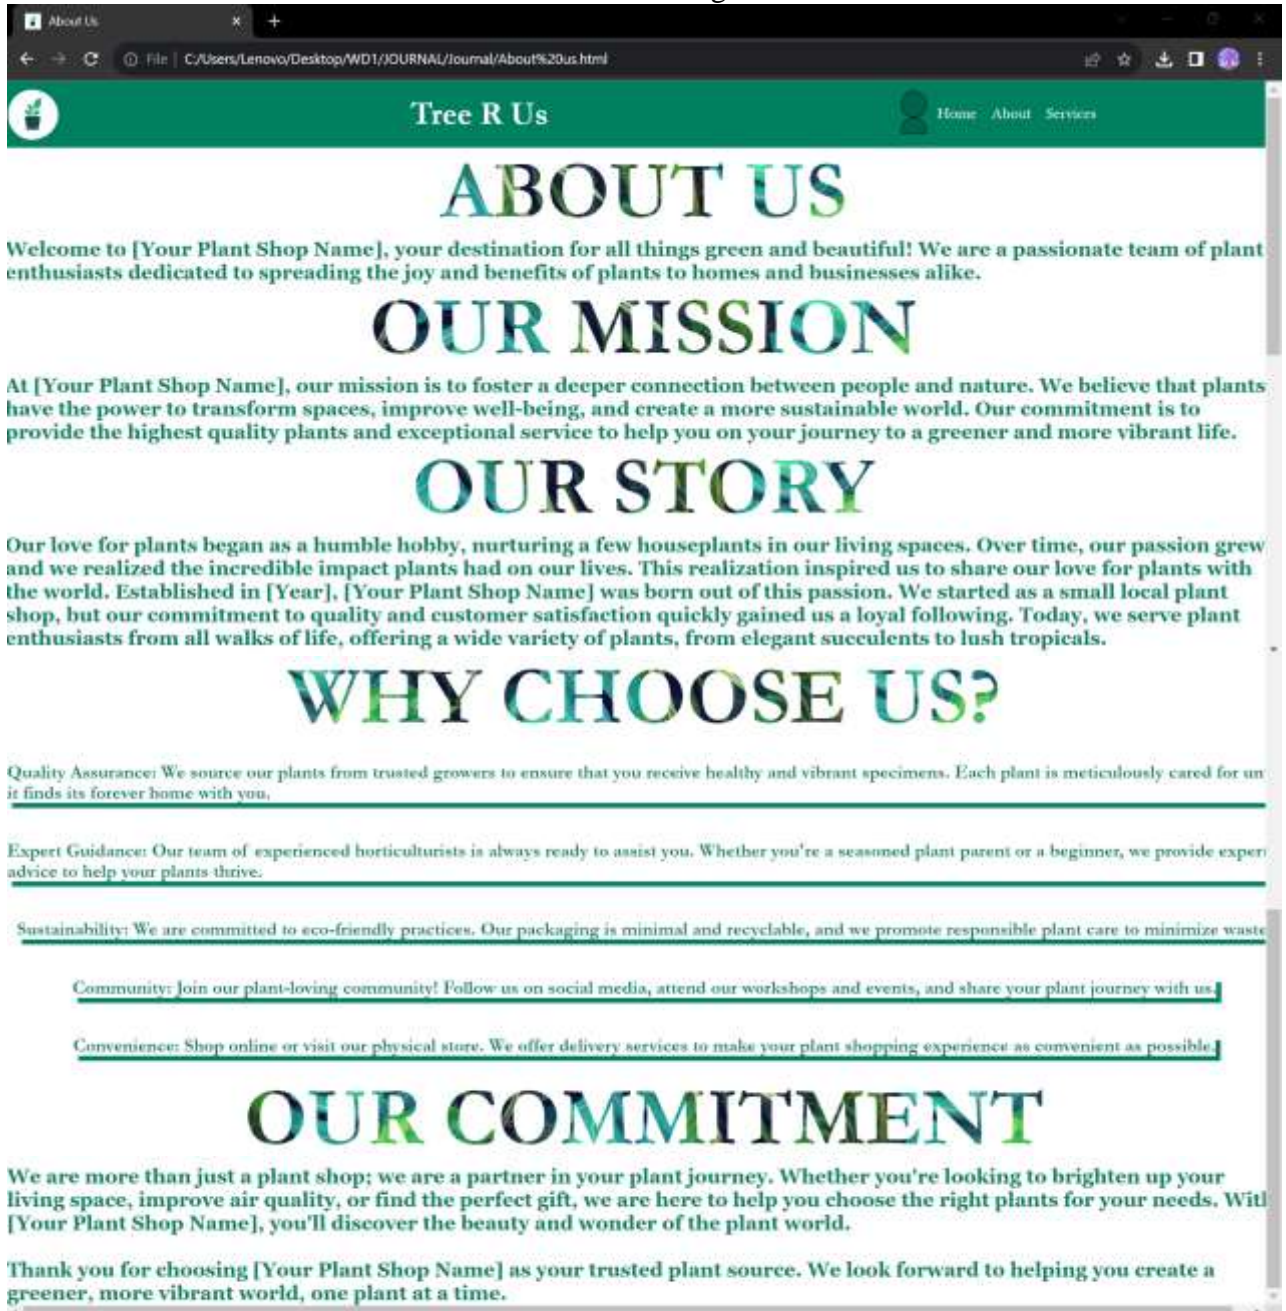 About Us
File | C:/Users/Lenovo/Desktop/WD1/JOURNAL/Journal/About%20us.html
Tree R Us
Home About Services
ABOUT US
Welcome to [Your Plant Shop Name], your destination for all things green and beautiful! We are a passionate team of plant
enthusiasts dedicated to spreading the joy and benefits of plants to homes and businesses alike.
OUR MISSION
At [Your Plant Shop Name], our mission is to foster a deeper connection between people and nature. We believe that plants
have the power to transform spaces, improve well-being, and create a more sustainable world. Our commitment is to
provide the highest quality plants and exceptional service to help you on your journey to a greener and more vibrant life.
OUR STORY
Our love for plants began as a humble hobby, nurturing a few houseplants in our living spaces. Over time, our passion grew
and we realized the incredible impact plants had on our lives. This realization inspired us to share our love for plants with
the world. Established in [Year], [Your Plant Shop Name] was born out of this passion. We started as a small local plant
shop, but our commitment to quality and customer satisfaction quickly gained us a loyal following. Today, we serve plant
enthusiasts from all walks of life, offering a wide variety of plants, from elegant succulents to lush tropicals.
WHY CHOOSE US?
Quality Assurance: We source our plants from trusted growers to ensure that you receive healthy and vibrant specimens. Each plant is meticulously cared for un
it finds its forever home with you.
Expert Guidance: Our team of experienced horticulturists is always ready to assist you. Whether you're a seasoned plant parent or a beginner, we provide exper
advice to help your plants thrive.
Sustainability: We are committed to eco-friendly practices. Our packaging is minimal and recyclable, and we promote responsible plant care to minimize waste
Community: Join our plant-loving community! Follow us on social media, attend our workshops and events, and share your plant journey with us.
Convenience: Shop online or visit our physical store. We offer delivery services to make your plant shopping experience as convenient as possible.
OUR COMMITMENT
We are more than just a plant shop; we are a partner in your plant journey. Whether you're looking to brighten up your
living space, improve air quality, or find the perfect gift, we are here to help you choose the right plants for your needs. With
[Your Plant Shop Name], you'll discover the beauty and wonder of the plant world.
Thank you for choosing [Your Plant Shop Name] as your trusted plant source. We look forward to helping you create a
greener, more vibrant world, one plant at a time.